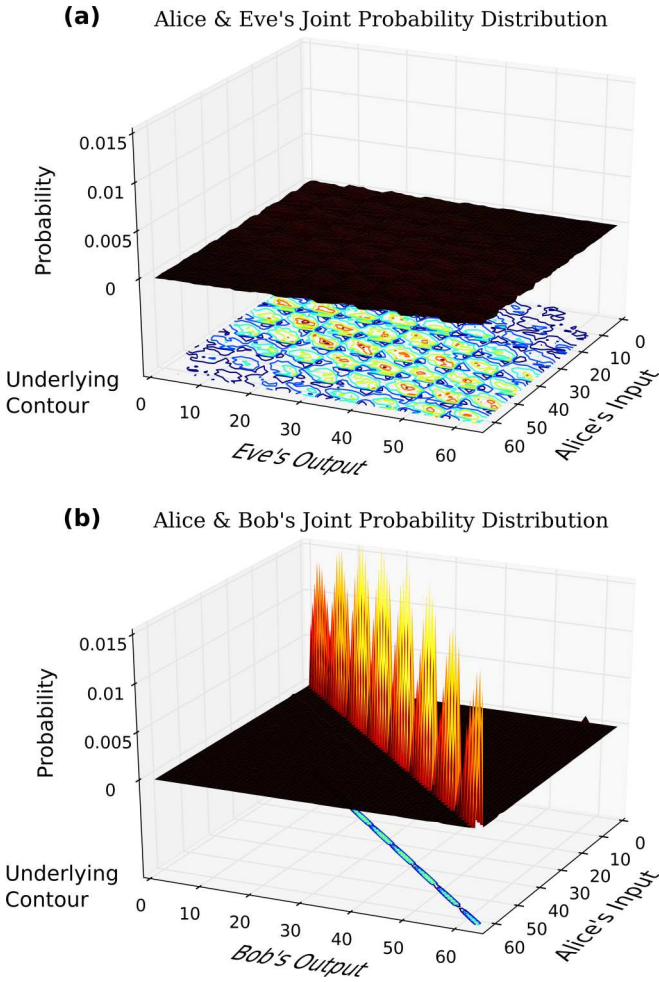 (a) Alice & Eve's Joint Probability Distribution
0.015
0.01
0.005
0
Probability
Underlying
Contour
0 10 20 30 40 50 60
Eve's Output
0 10 20 30 40 50 60
Alice's Input
(b) Alice & Bob's Joint Probability Distribution
0.015
0.01
0.005
0
Probability
Underlying
Contour
0 10 20 30 40 50 60
Bob's Output
0 10 20 30 40 50 60
Alice's Input